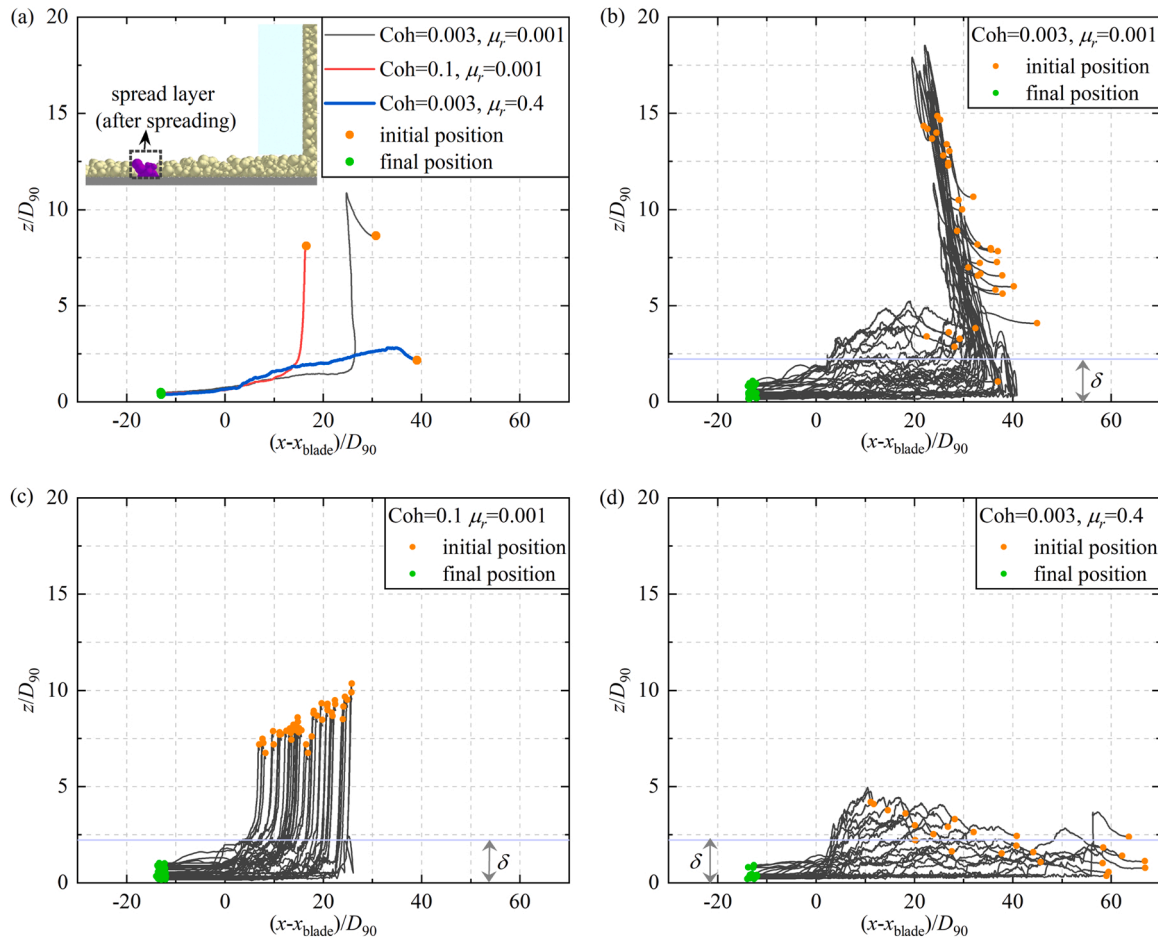 (a)
Coh=0.003, μr=0.001
Coh=0.1, μr=0.001
Coh=0.003, μr=0.4
initial position
final position
spread layer
(after spreading)
20
15
10
5
0
z/D90
-20 0 20 40 60
(x-xblade)/D90
(b)
Coh=0.003, μr=0.001
initial position
final position
δ
20
15
10
5
0
z/D90
-20 0 20 40 60
(x-xblade)/D90
(c)
Coh=0.1 μr=0.001
initial position
final position
δ
20
15
10
5
0
z/D90
-20 0 20 40 60
(x-xblade)/D90
(d)
Coh=0.003, μr=0.4
initial position
final position
δ
20
15
10
5
0
z/D90
-20 0 20 40 60
(x-xblade)/D90